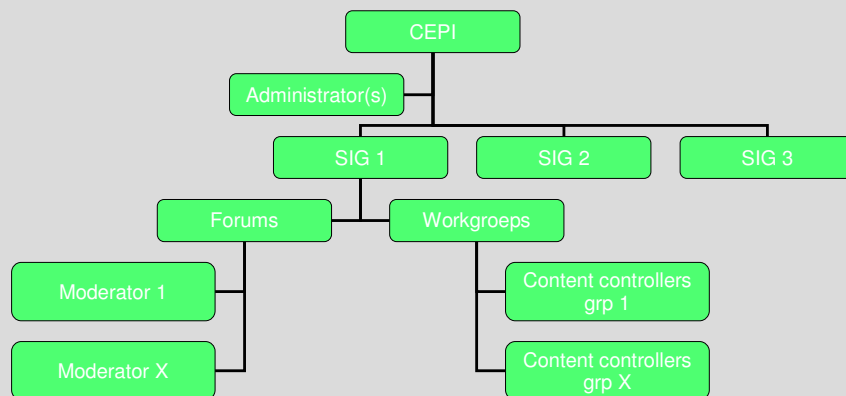 CEPI
Administrator(s)
SIG 1
SIG 2
SIG 3
Forums
Workgroeps
Moderator 1
Content controllers
grp 1
Moderator X
Content controllers
grp X